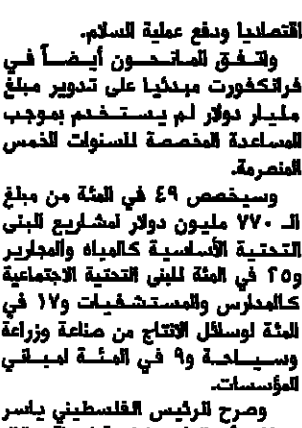 اقتصاديا ودفع عملية السلام.
واتفق المانحون أيضاً في
فرانكفورت مبدئيا على تدوير مبلغ
مليار دولار لم يستخدم بموجب
المساعدة المخصصة للسنوات الخمس
المنصرمة.
وسيخصص ٤٩ في المئة من مبلغ
الـ ٧٧٠ مليون دولار لمشاريع البنى
التحتية الأساسية كالمياه والمجارير
و٢٥ في المئة للبنى التحتية الاجتماعية
كالمدارس والمستشفيات و١٧ في
المئة لوسائل الانتاج من صناعة وزراعة
وسياحة و٩ في المئة لمباني
المؤسسات.
وصرح الرئيس الفلسطيني ياسر